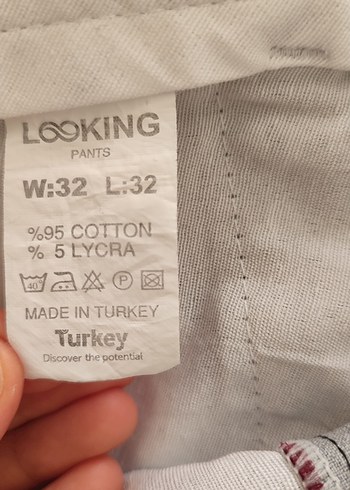 LOOKING
PANTS
W:32 L:32
%95 COTTON
% 5 LYCRA
40 P
MADE IN TURKEY
Turkey
Discover the potential